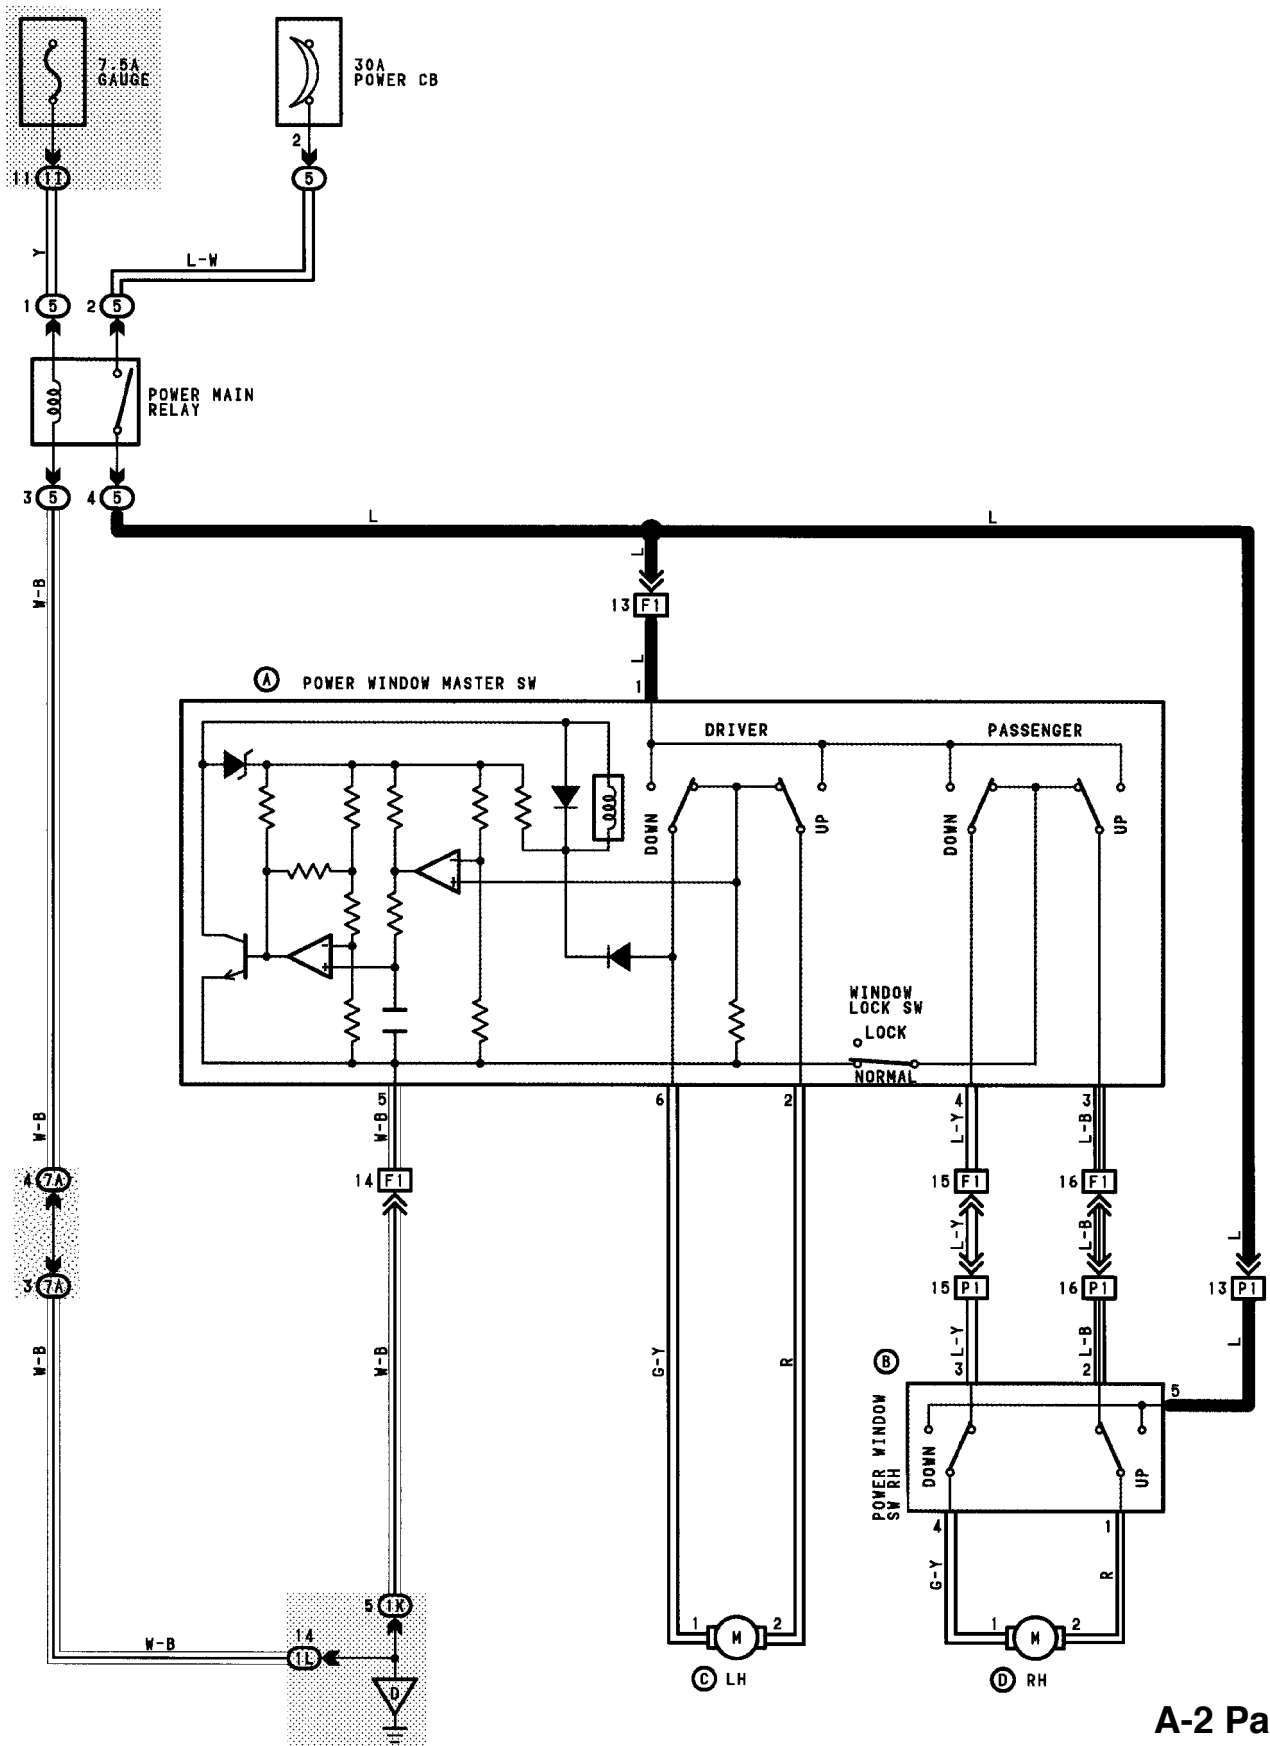 7.5A
GAUGE
30A
POWER CB
2
11 1I
5
Y
L-W
1 5
2 5
POWER MAIN
RELAY
3 5
4 5
L
L
L
W-B
13 F1
L
A POWER WINDOW MASTER SW
1
DRIVER
PASSENGER
DOWN
UP
DOWN
UP
-
+
-
+
WINDOW
LOCK SW
LOCK
NORMAL
5
6
2
4
3
W-B
W-B
L-Y
L-B
4 7A
14 F1
15 F1
16 F1
L-Y
L-B
L
3 7A
15 P1
16 P1
13 P1
W-B
W-B
G-Y
R
L-Y
L-B
L
B
3
2
5
POWER WINDOW
SW RH
DOWN
UP
4
1
G-Y
R
5 1K
14
1L
W-B
D
1 M 2
1 M 2
C LH
D RH
A-2 Pa